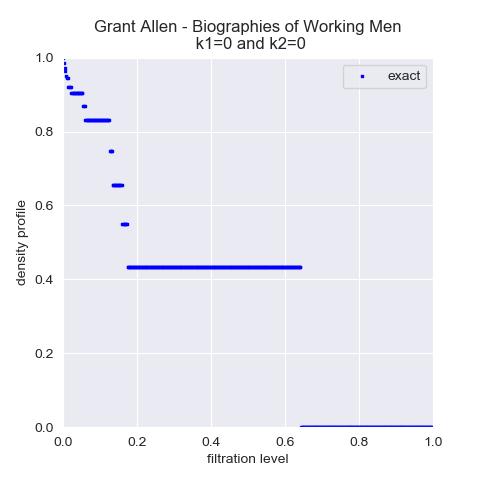 Grant Allen - Biographies of Working Men
k1=0 and k2=0
exact
density profile
1.0
0.8
0.6
0.4
0.2
0.0
0.0 0.2 0.4 0.6 0.8 1.0
filtration level